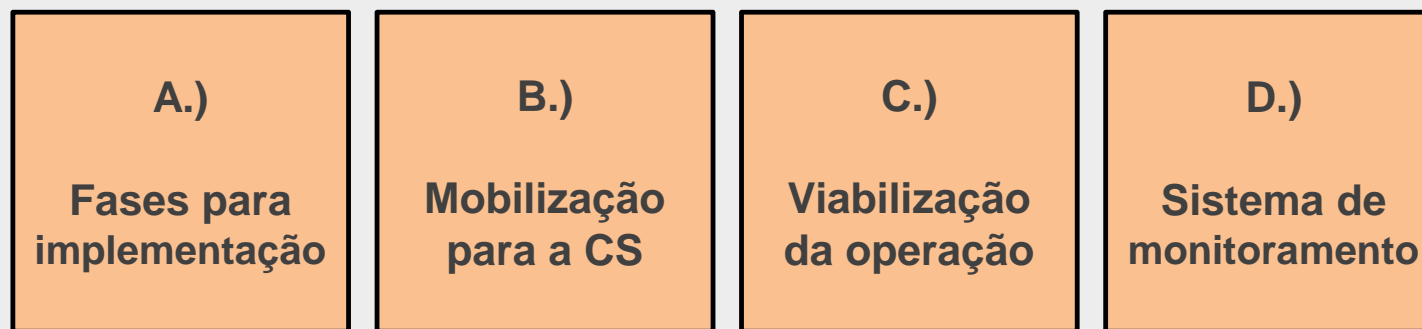 A.)
Fases para
implementação
B.)
Mobilização
para a CS
C.)
Viabilização
da operação
D.)
Sistema de
monitoramento